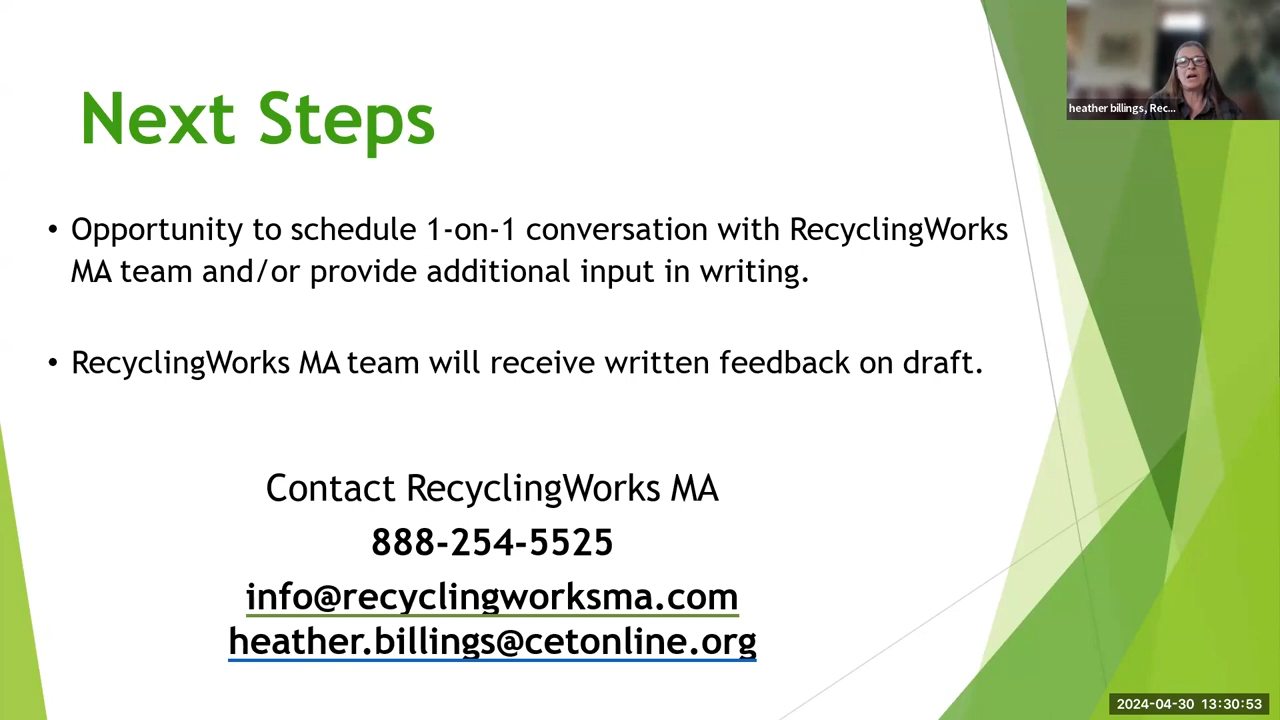 heather billings, Rec...
Next Steps
• Opportunity to schedule 1-on-1 conversation with RecyclingWorks
MA team and/or provide additional input in writing.
• RecyclingWorks MA team will receive written feedback on draft.
Contact RecyclingWorks MA
888-254-5525
info@recyclingworksma.com
heather.billings@cetonline.org
2024-04-30 13:30:53